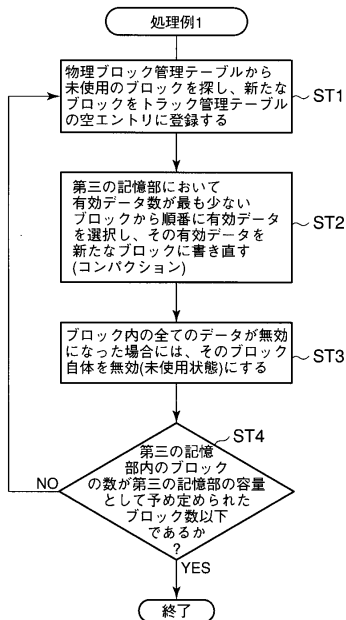 処理例1
物理ブロック管理テーブルから
未使用のブロックを探し、新たな
ブロックをトラック管理テーブル
の空エントリに登録する
ST1
第三の記憶部において
有効データ数が最も少ない
ブロックから順番に有効データ
を選択し、その有効データを
新たなブロックに書き直す
(コンパクション)
ST2
ブロック内の全てのデータが無効
になった場合には、そのブロック
自体を無効(未使用状態)にする
ST3
ST4
第三の記憶
部内のブロック
の数が第三の記憶部の容量
として予め定められた
ブロック数以下
であるか
?
NO
YES
終了